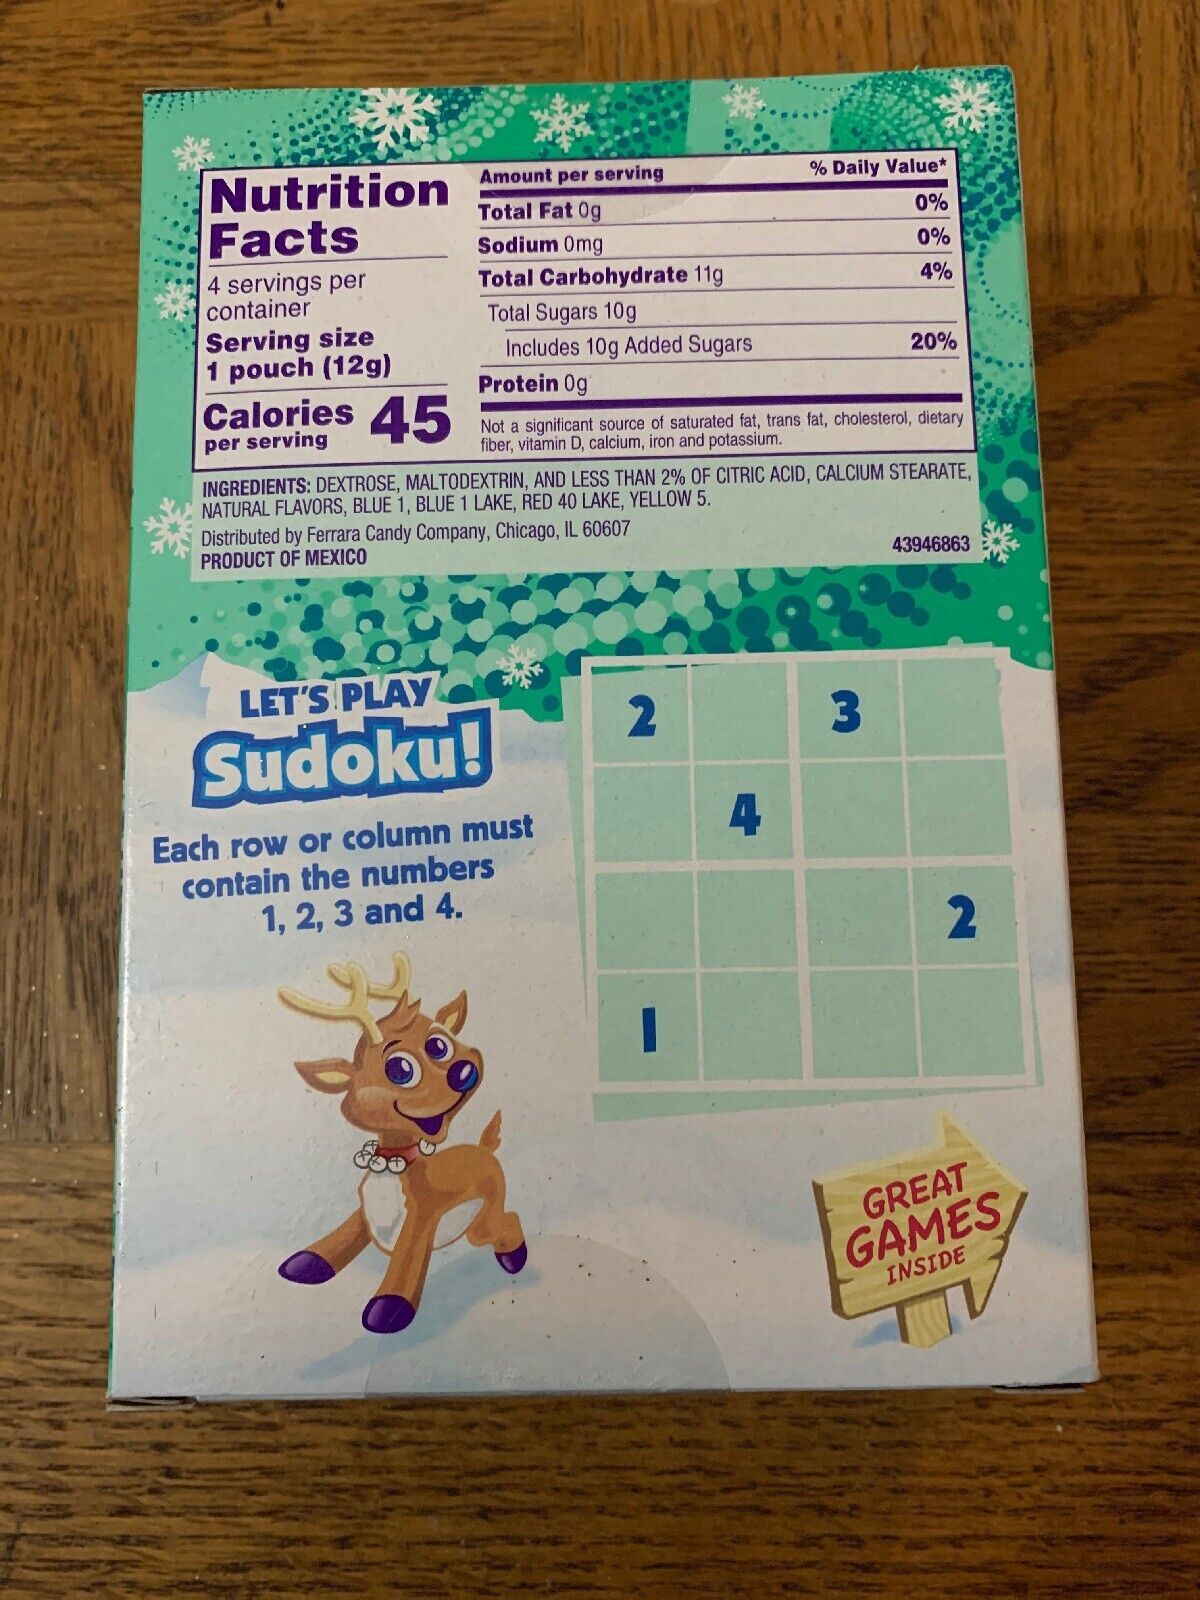 Nutrition
Facts
4 servings per
container
Serving size
1 pouch (12g)
Calories 45
per serving
Amount per serving % Daily Value*
Total Fat 0g 0%
Sodium 0mg 0%
Total Carbohydrate 11g 4%
Total Sugars 10g
Includes 10g Added Sugars 20%
Protein 0g
Not a significant source of saturated fat, trans fat, cholesterol, dietary
fiber, vitamin D, calcium, iron and potassium.
INGREDIENTS: DEXTROSE, MALTODEXTRIN, AND LESS THAN 2% OF CITRIC ACID, CALCIUM STEARATE,
NATURAL FLAVORS, BLUE 1, BLUE 1 LAKE, RED 40 LAKE, YELLOW 5.
Distributed by Ferrara Candy Company, Chicago, IL 60607
PRODUCT OF MEXICO 43946863
LET'S PLAY
Sudoku!
Each row or column must
contain the numbers
1, 2, 3 and 4.
2 3
4
2
1
GREAT
GAMES
INSIDE